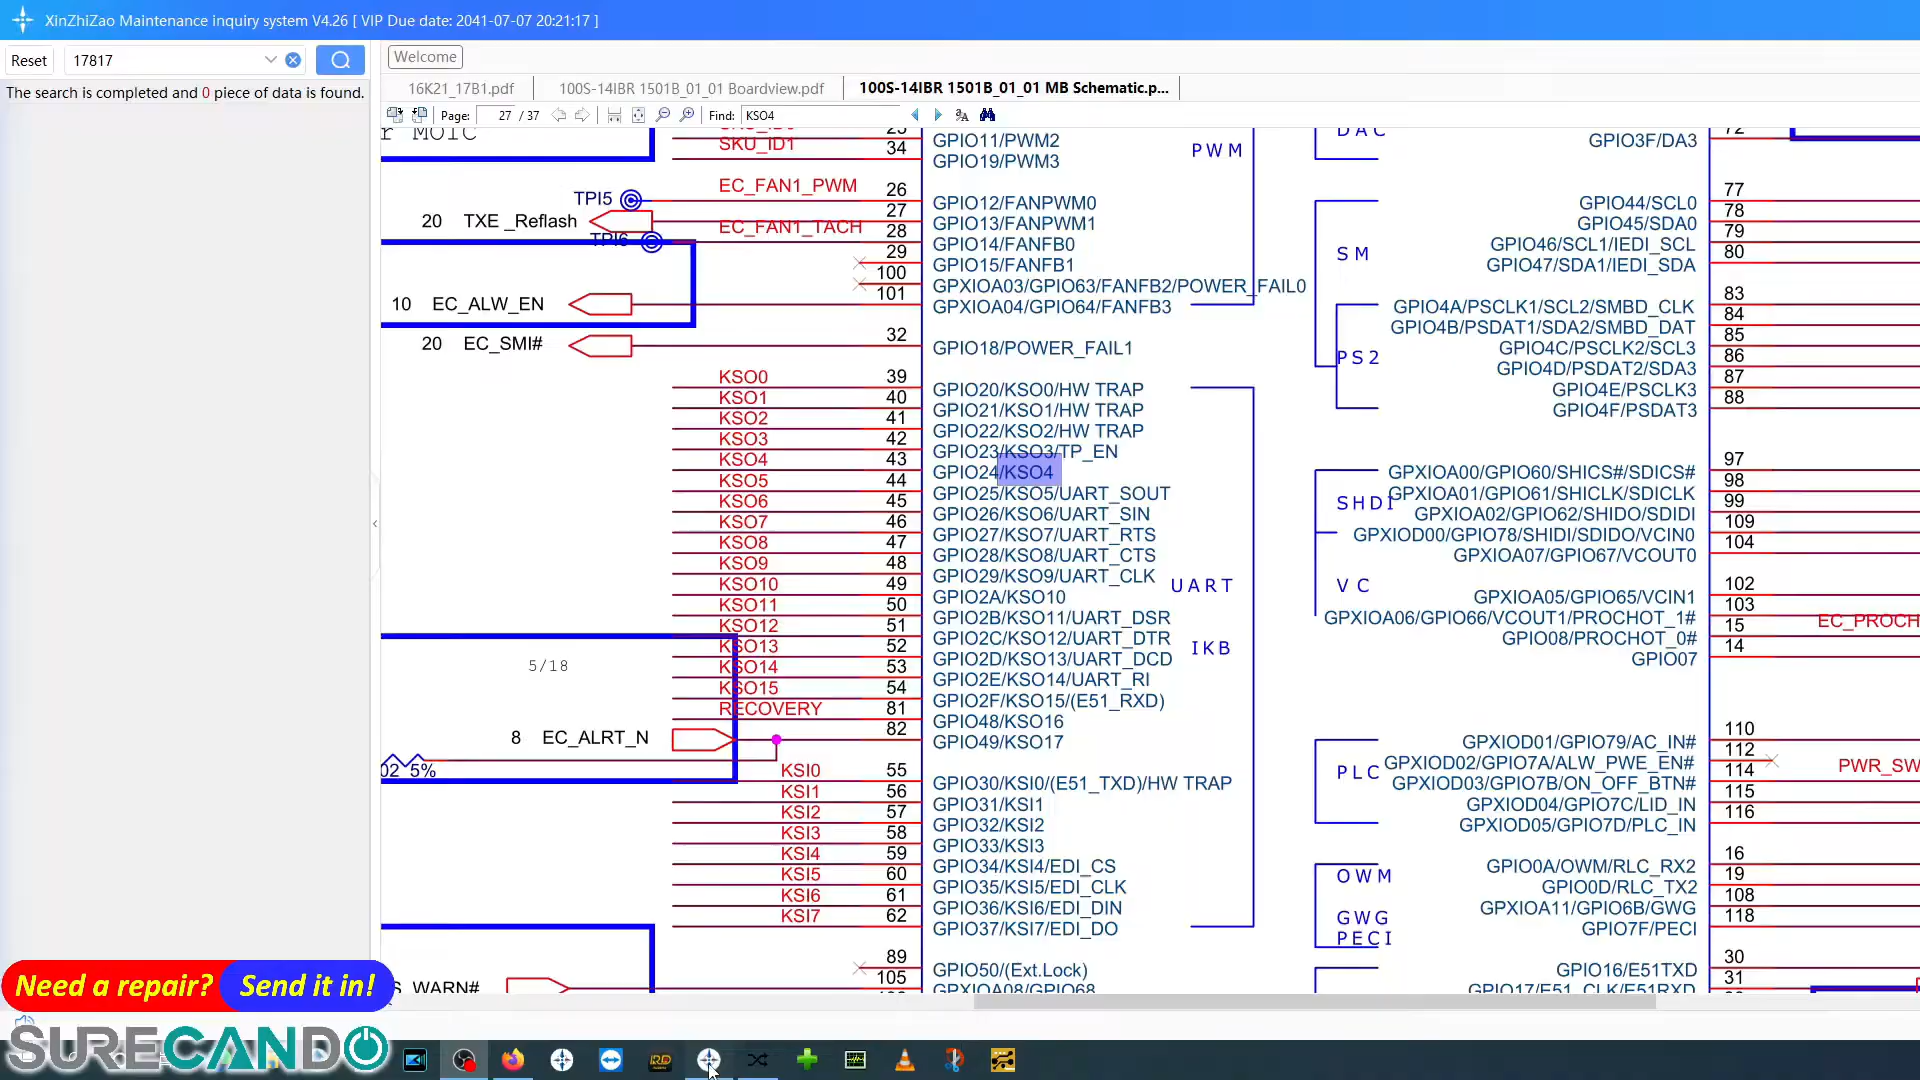 XinZhiZao Maintenance inquiry system V4.26 [ VIP Due date: 2041-07-07 20:21:17 ]
Reset
17817
Welcome
The search is completed and 0 piece of data is found.
16K21_17B1.pdf
100S-14IBR 1501B_01_01 Boardview.pdf
100S-14IBR 1501B_01_01 MB Schematic.p...
Page: 27 / 37
Find: KSO4
r MOIC
SKU_ID1
34
GPIO11/PWM2
GPIO19/PWM3
PWM
DAC
GPIO3F/DA3
72
TPI5
EC_FAN1_PWM
26
GPIO12/FANPWM0
20 TXE _Reflash
27
GPIO13/FANPWM1
EC_FAN1_TACH
28
GPIO14/FANFB0
TPI6
29
GPIO15/FANFB1
100
GPXIOA03/GPIO63/FANFB2/POWER_FAIL0
10 EC_ALW_EN
101
GPXIOA04/GPIO64/FANFB3
20 EC_SMI#
32
GPIO18/POWER_FAIL1
KSO0 39 GPIO20/KSO0/HW TRAP
KSO1 40 GPIO21/KSO1/HW TRAP
KSO2 41 GPIO22/KSO2/HW TRAP
KSO3 42 GPIO23/KSO3/TP_EN
KSO4 43 GPIO24/KSO4
KSO5 44 GPIO25/KSO5/UART_SOUT
KSO6 45 GPIO26/KSO6/UART_SIN
KSO7 46 GPIO27/KSO7/UART_RTS
KSO8 47 GPIO28/KSO8/UART_CTS
KSO9 48 GPIO29/KSO9/UART_CLK
KSO10 49 GPIO2A/KSO10
KSO11 50 GPIO2B/KSO11/UART_DSR
KSO12 51 GPIO2C/KSO12/UART_DTR
KSO13 52 GPIO2D/KSO13/UART_DCD
KSO14 53 GPIO2E/KSO14/UART_RI
KSO15 54 GPIO2F/KSO15/(E51_RXD)
RECOVERY 81 GPIO48/KSO16
82 GPIO49/KSO17
UART
IKB
5/18
8 EC_ALRT_N
02 5%
KSI0 55 GPIO30/KSI0/(E51_TXD)/HW TRAP
KSI1 56 GPIO31/KSI1
KSI2 57 GPIO32/KSI2
KSI3 58 GPIO33/KSI3
KSI4 59 GPIO34/KSI4/EDI_CS
KSI5 60 GPIO35/KSI5/EDI_CLK
KSI6 61 GPIO36/KSI6/EDI_DIN
KSI7 62 GPIO37/KSI7/EDI_DO
89 GPIO50/(Ext.Lock)
105 GPXIOA08/GPIO68
S_WARN#
SM
GPIO44/SCL0 77
GPIO45/SDA0 78
GPIO46/SCL1/IEDI_SCL 79
GPIO47/SDA1/IEDI_SDA 80
PS2
GPIO4A/PSCLK1/SCL2/SMBD_CLK 83
GPIO4B/PSDAT1/SDA2/SMBD_DAT 84
GPIO4C/PSCLK2/SCL3 85
GPIO4D/PSDAT2/SDA3 86
GPIO4E/PSCLK3 87
GPIO4F/PSDAT3 88
SHDI
GPXIOA00/GPIO60/SHICS#/SDICS# 97
GPXIOA01/GPIO61/SHICLK/SDICLK 98
GPXIOA02/GPIO62/SHIDO/SDIDI 99
GPXIOD00/GPIO78/SHIDI/SDIDO/VCIN0 109
GPXIOA07/GPIO67/VCOUT0 104
VC
GPXIOA05/GPIO65/VCIN1 102
GPXIOA06/GPIO66/VCOUT1/PROCHOT_1# 103
EC_PROCH
GPIO08/PROCHOT_0# 15
GPIO07 14
PLC
GPXIOD01/GPIO79/AC_IN# 110
GPXIOD02/GPIO7A/ALW_PWE_EN# 112
GPXIOD03/GPIO7B/ON_OFF_BTN# 114
PWR_SW
GPXIOD04/GPIO7C/LID_IN 115
GPXIOD05/GPIO7D/PLC_IN 116
OWM
GPIO0A/OWM/RLC_RX2 16
GPIO0D/RLC_TX2 19
GWG
GPXIOA11/GPIO6B/GWG 108
PECI
GPIO7F/PECI 118
GPIO16/E51TXD 30
GPIO17/E51_CLK/E51RXD 31
Need a repair? Send it in!
SURECANDO